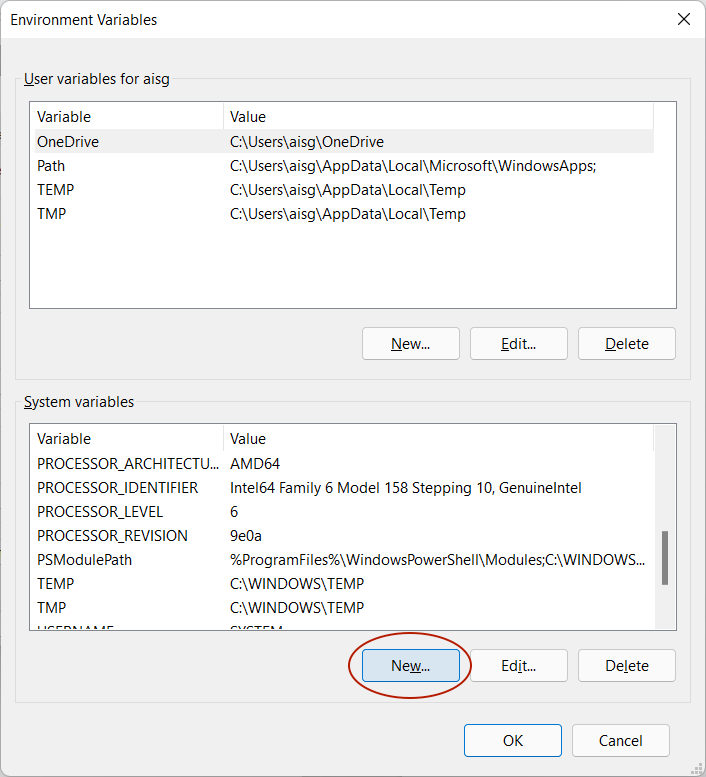 Environment Variables
User variables for aisg
Variable Value
OneDrive C:\Users\aisg\OneDrive
Path C:\Users\aisg\AppData\Local\Microsoft\WindowsApps;
TEMP C:\Users\aisg\AppData\Local\Temp
TMP C:\Users\aisg\AppData\Local\Temp
New... Edit... Delete
System variables
Variable Value
PROCESSOR_ARCHITECTU... AMD64
PROCESSOR_IDENTIFIER Intel64 Family 6 Model 158 Stepping 10, GenuineIntel
PROCESSOR_LEVEL 6
PROCESSOR_REVISION 9e0a
PSModulePath %ProgramFiles%\WindowsPowerShell\Modules;C:\WINDOWS...
TEMP C:\WINDOWS\TEMP
TMP C:\WINDOWS\TEMP
USERNAME SYSTEM
New... Edit... Delete
OK Cancel